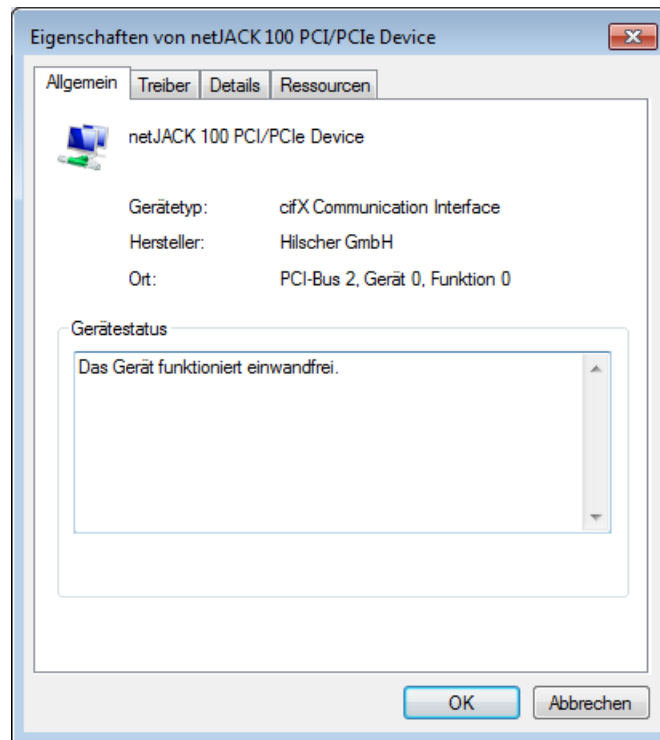 Eigenschaften von netJACK 100 PCI/PCIe Device
Allgemein Treiber Details Ressourcen
netJACK 100 PCI/PCIe Device
Gerätetyp: cifX Communication Interface
Hersteller: Hilscher GmbH
Ort: PCI-Bus 2, Gerät 0, Funktion 0
Gerätestatus
Das Gerät funktioniert einwandfrei.
OK Abbrechen